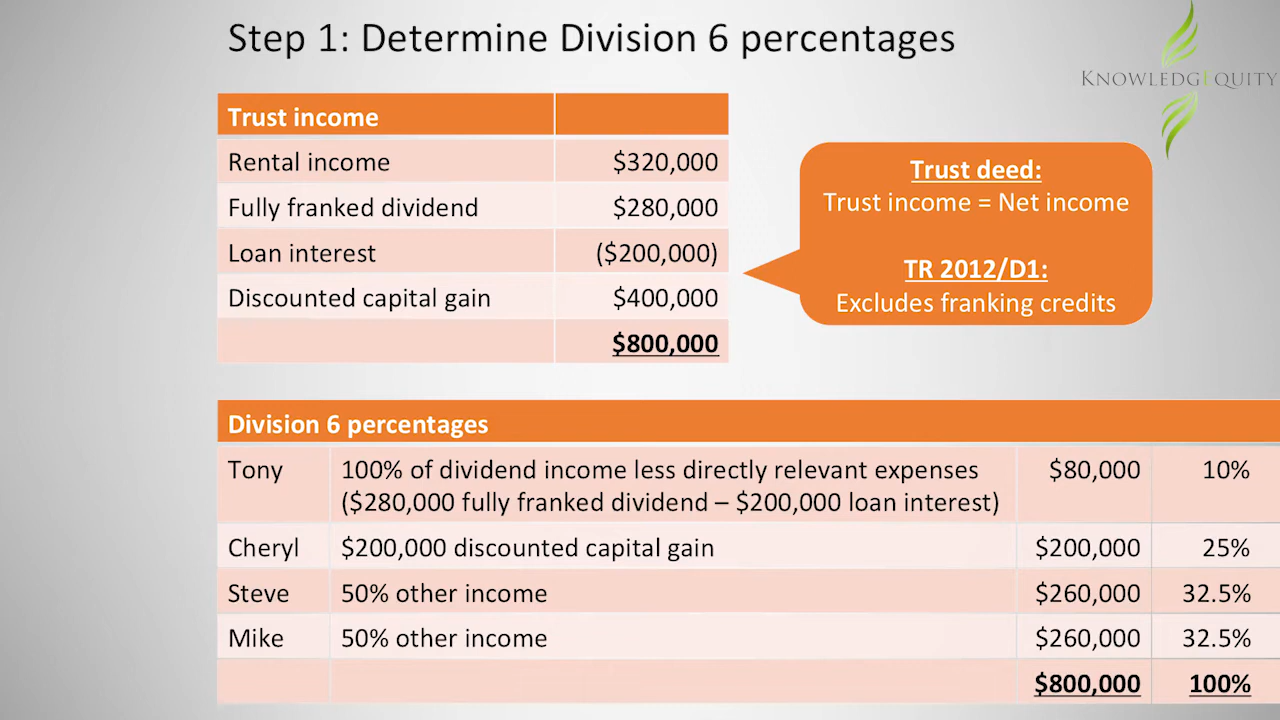 Step 1: Determine Division 6 percentages
KNOWLEDGEQUITY
Trust income
Rental income $320,000
Fully franked dividend $280,000
Loan interest ($200,000)
Discounted capital gain $400,000
$800,000
Trust deed:
Trust income = Net income
TR 2012/D1:
Excludes franking credits
Division 6 percentages
Tony 100% of dividend income less directly relevant expenses $80,000 10%
($280,000 fully franked dividend – $200,000 loan interest)
Cheryl $200,000 discounted capital gain $200,000 25%
Steve 50% other income $260,000 32.5%
Mike 50% other income $260,000 32.5%
$800,000 100%